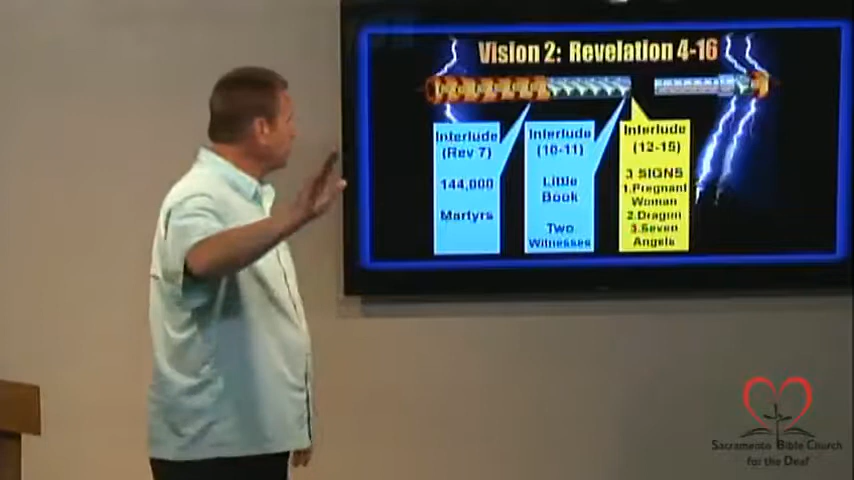 Vision 2: Revelation 4-16
Interlude
(Rev 7)
144,000
Martyrs
Interlude
(10-11)
Little
Book
Two
Witnesses
Interlude
(12-15)
3 SIGNS
1.Pregnant
Woman
2.Dragon
3.Seven
Angels
Sacramento Bible Church
for the Deaf